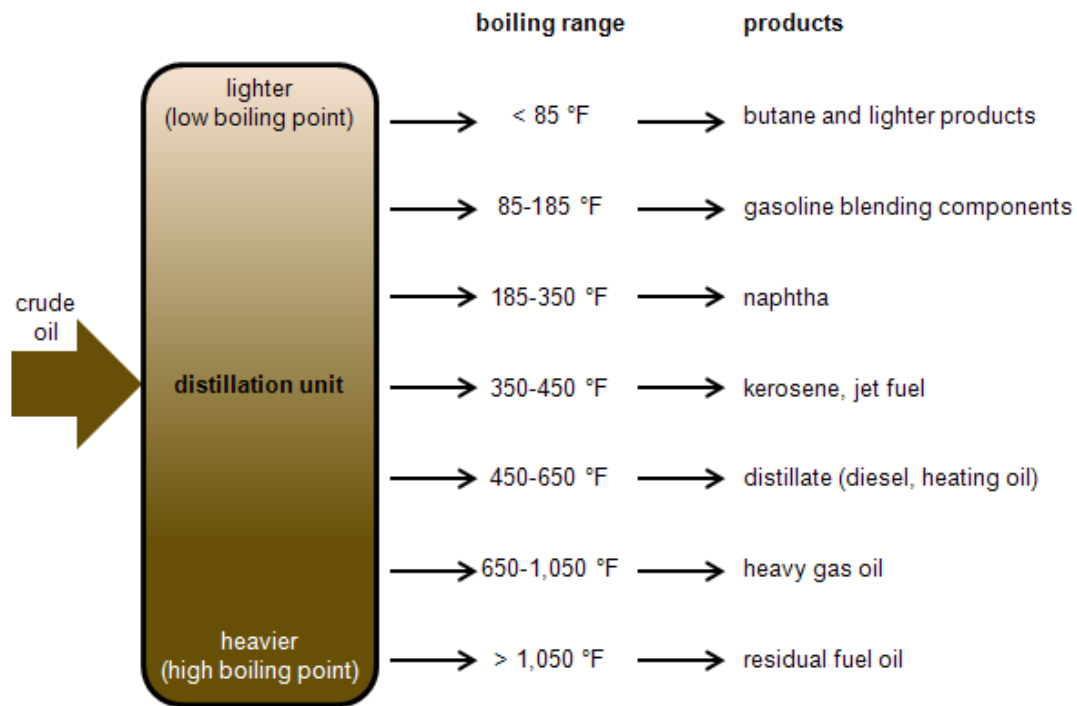 boiling range products
lighter
(low boiling point)
< 85 °F butane and lighter products
85-185 °F gasoline blending components
185-350 °F naphtha
crude
oil
distillation unit
350-450 °F kerosene, jet fuel
450-650 °F distillate (diesel, heating oil)
650-1,050 °F heavy gas oil
heavier
(high boiling point)
> 1,050 °F residual fuel oil